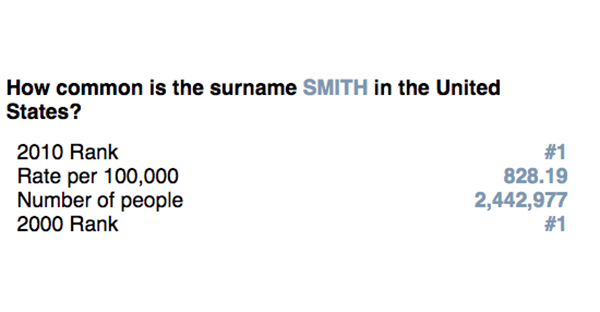 How common is the surname SMITH in the United
States?
2010 Rank #1
Rate per 100,000 828.19
Number of people 2,442,977
2000 Rank #1